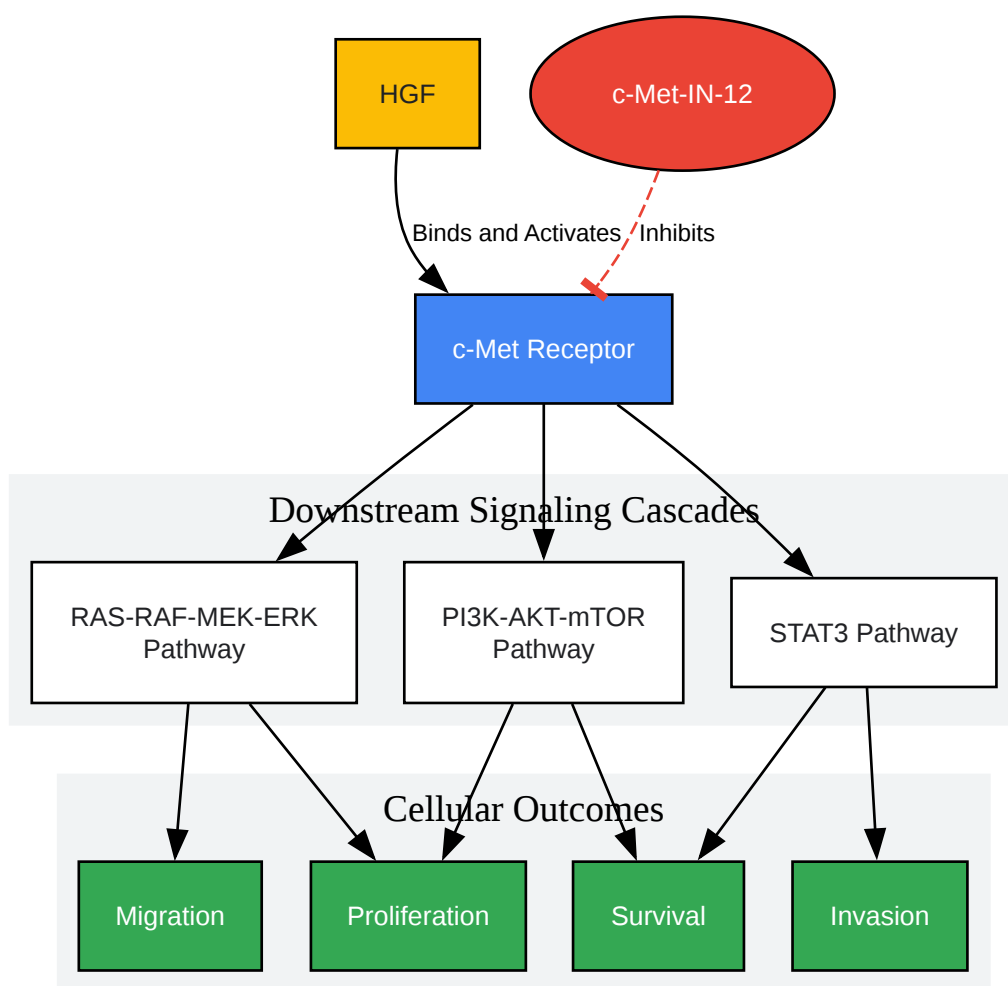 HGF
c-Met-IN-12
Binds and Activates
Inhibits
c-Met Receptor
Downstream Signaling Cascades
RAS-RAF-MEK-ERK
Pathway
PI3K-AKT-mTOR
Pathway
STAT3 Pathway
Cellular Outcomes
Migration
Proliferation
Survival
Invasion